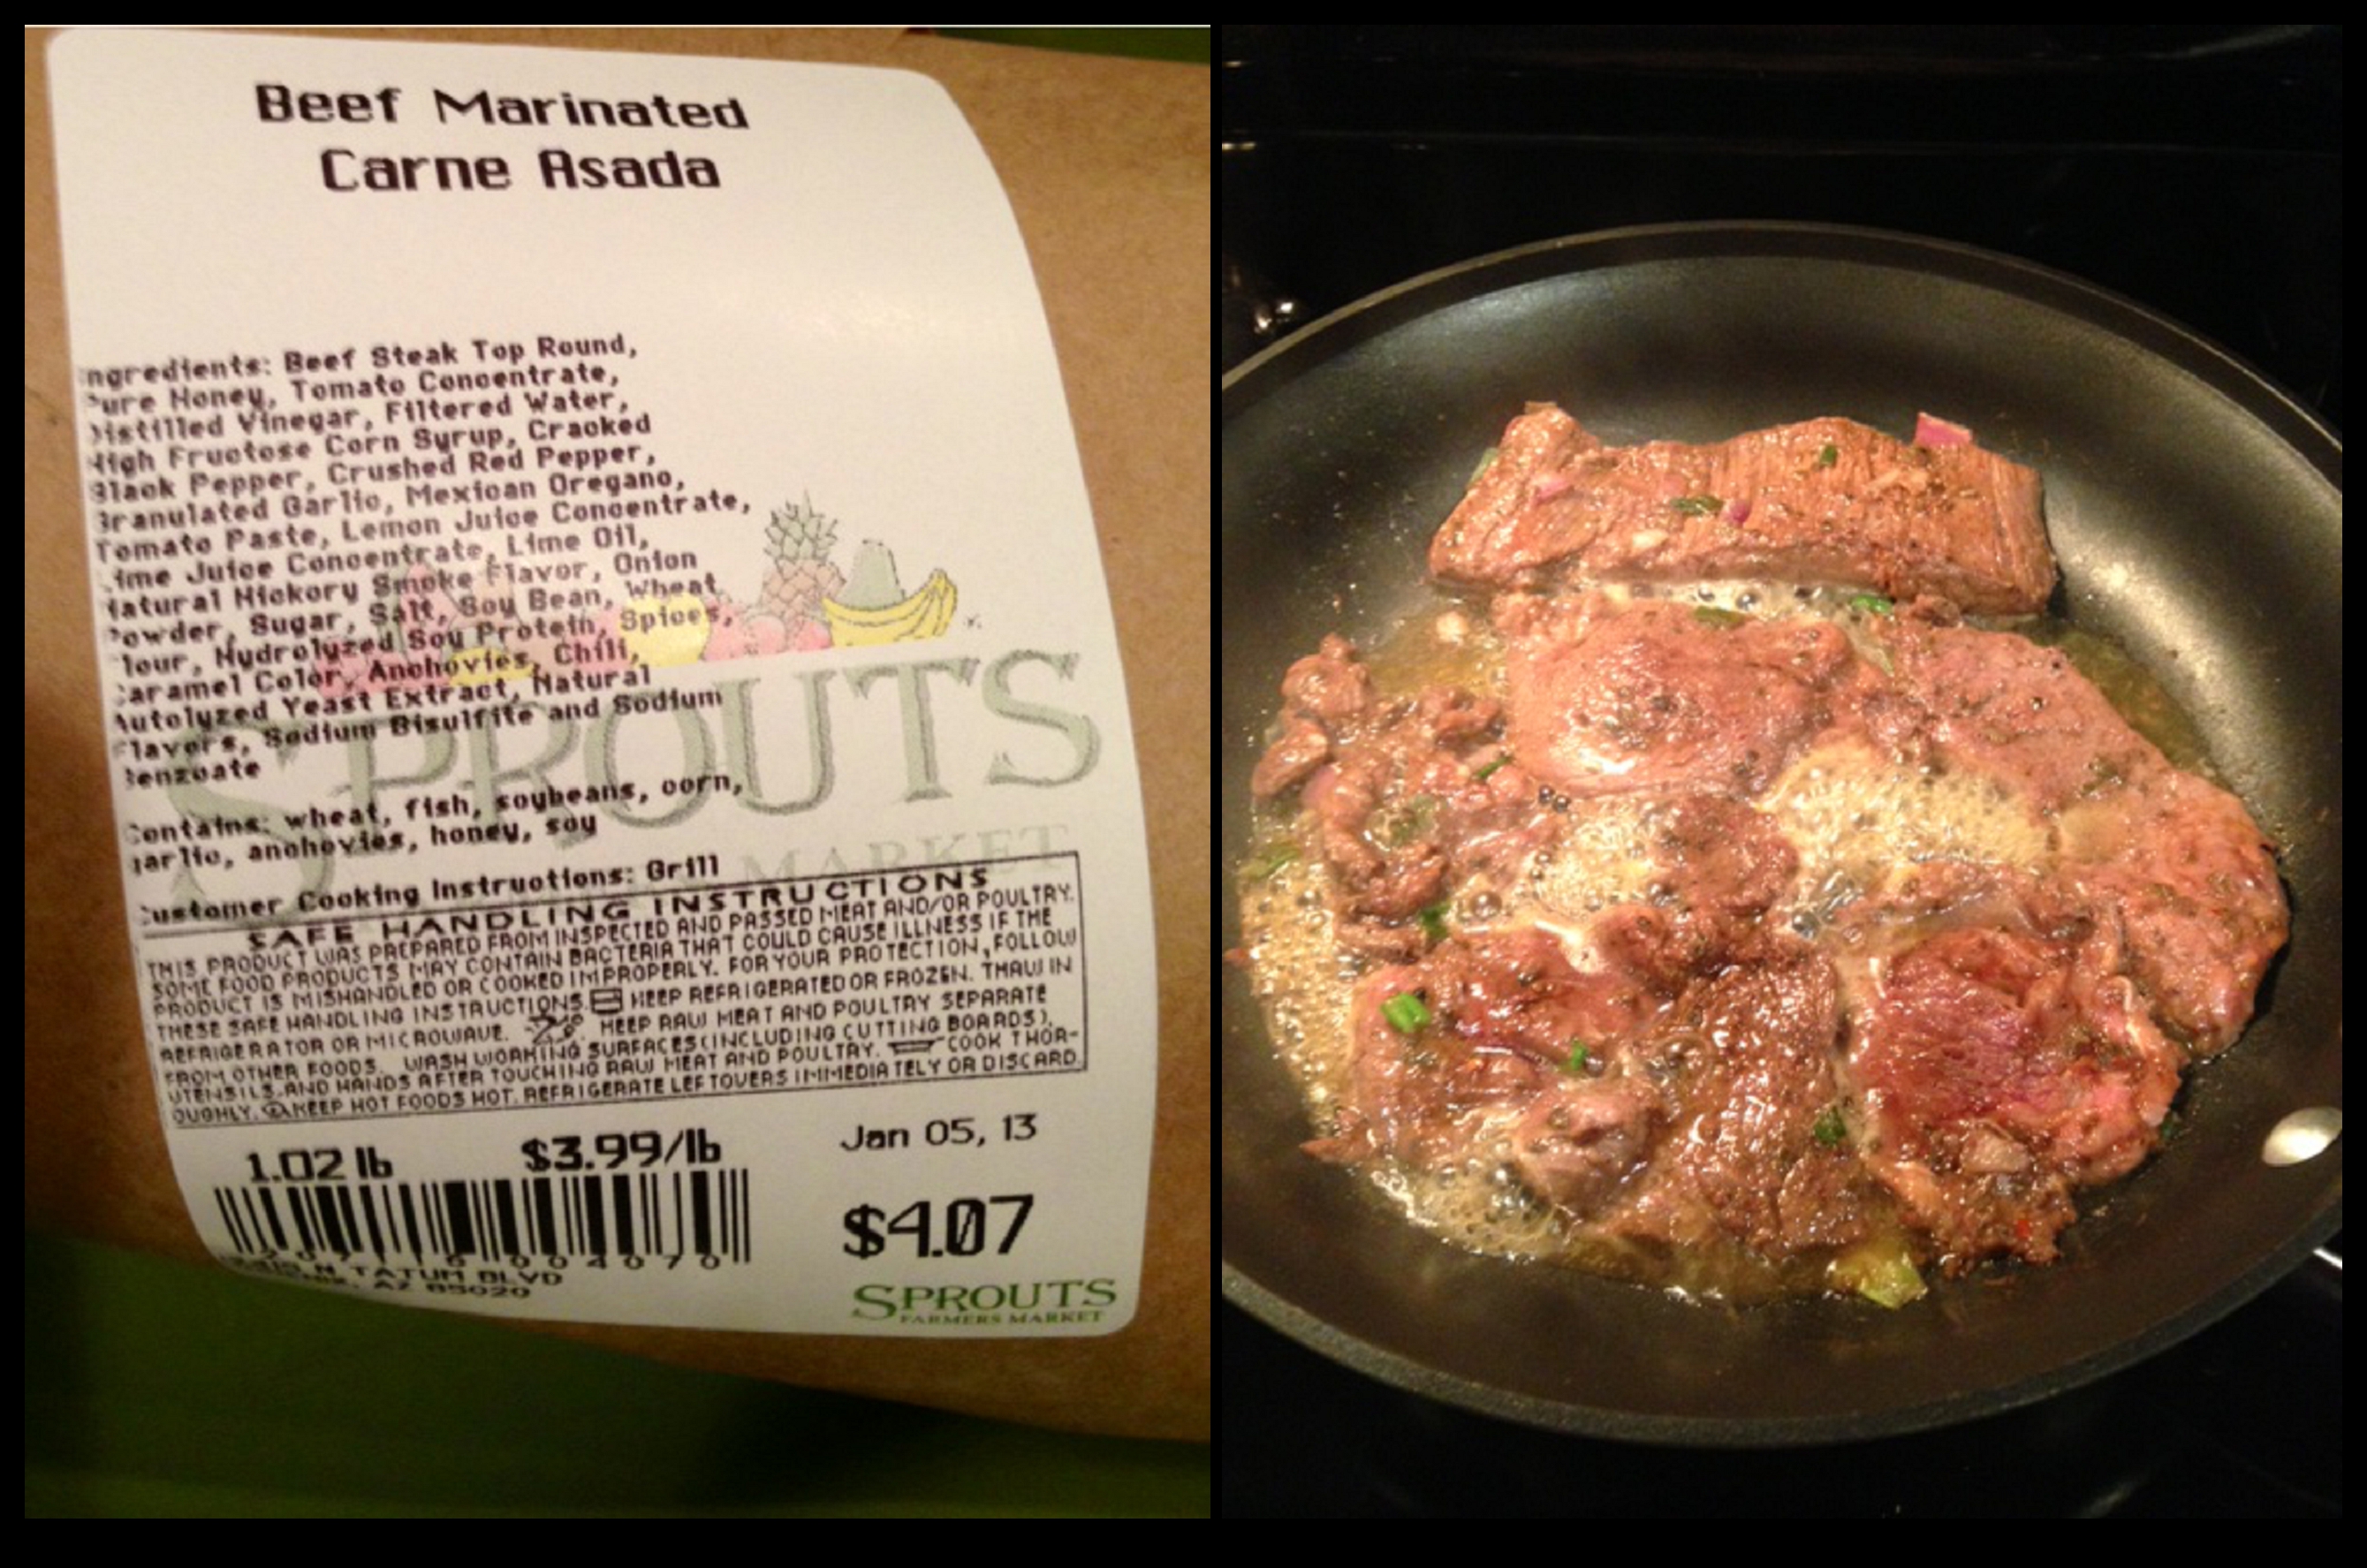 Beef Marinated
Carne Asada
ngredients: Beef Steak Top Round,
ure Honey, Tomato Concentrate,
istilled Vinegar, Filtered Water,
High Fructose Corn Syrup, Cracked
Black Pepper, Crushed Red Pepper,
Granulated Garlic, Mexican Oregano,
Tomato Paste, Lemon Juice Concentrate,
ime Juice Concentrate, Lime Oil,
Natural Hickory Smoke Flavor, Onion
Powder, Sugar, Salt, Soy Bean, Wheat
lour, Hydrolyzed Soy Protein, Spices,
Caramel Color, Anchovies, Chili,
Autolyzed Yeast Extract, Natural
Flavors, Sodium Bisulfite and Sodium
Benzoate
Contains: wheat, fish, soybeans, corn,
garlic, anchovies, honey, soy
Customer Cooking Instructions: Grill
SPROUTS
MARKET
SAFE HANDLING INSTRUCTIONS
THIS PRODUCT WAS PREPARED FROM INSPECTED AND PASSED MEAT AND/OR POULTRY.
SOME FOOD PRODUCTS MAY CONTAIN BACTERIA THAT COULD CAUSE ILLNESS IF THE
PRODUCT IS MISHANDLED OR COOKED IMPROPERLY. FOR YOUR PROTECTION, FOLLOW
THESE SAFE HANDLING INSTRUCTIONS. KEEP REFRIGERATED OR FROZEN. THAW IN
REFRIGERATOR OR MICROWAVE. KEEP RAW MEAT AND POULTRY SEPARATE
FROM OTHER FOODS. WASH WORKING SURFACES (INCLUDING CUTTING BOARDS),
UTENSILS, AND HANDS AFTER TOUCHING RAW MEAT AND POULTRY. COOK THOR-
OUGHLY. KEEP HOT FOODS HOT. REFRIGERATE LEFTOVERS IMMEDIATELY OR DISCARD.
1.02 lb $3.99/lb Jan 05, 13
$4.07
004070
N TATUM BLVD
AZ 85020
SPROUTS
FARMERS MARKET